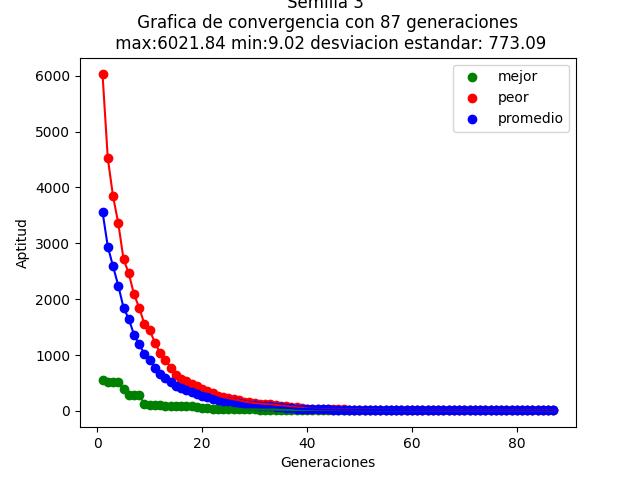 Semilla 3
Grafica de convergencia con 87 generaciones
max:6021.84 min:9.02 desviacion estandar: 773.09
mejor
peor
promedio
6000
5000
4000
3000
2000
1000
0
Aptitud
0 20 40 60 80
Generaciones